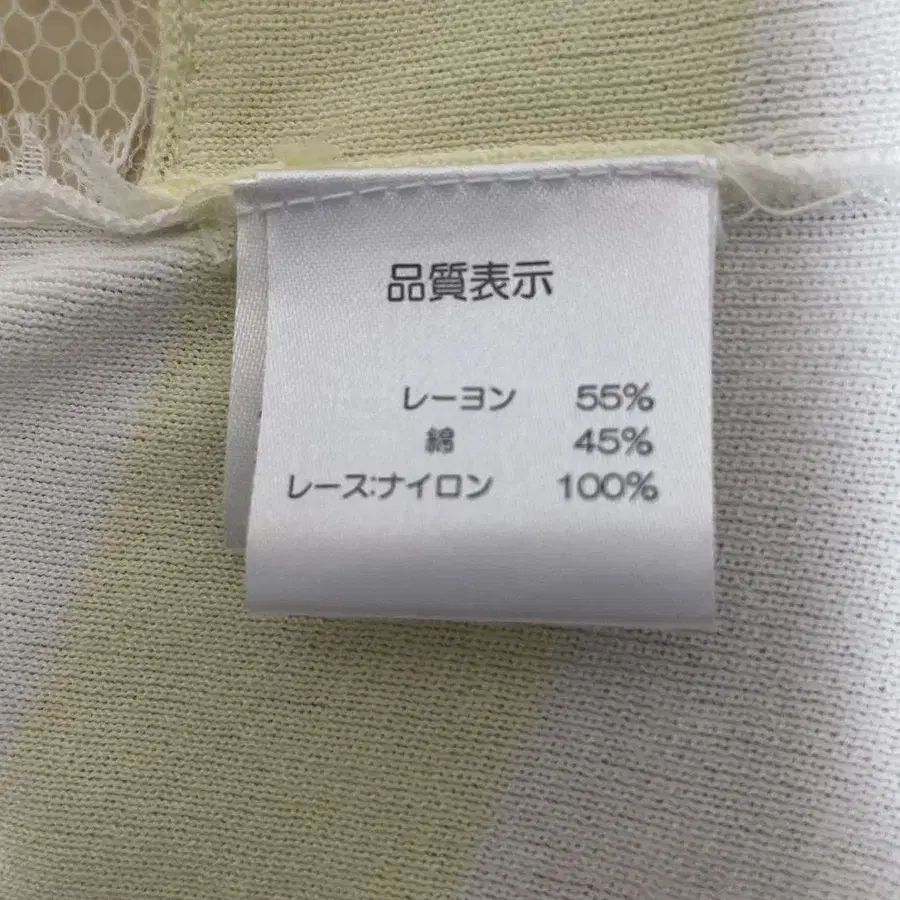 品質表示
レーヨン 55%
綿 45%
レース:ナイロン 100%